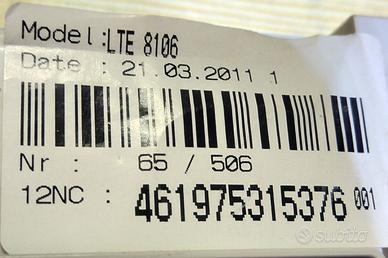 Model:LTE 8106
Date : 21.03.2011 1
Nr : 65 / 506
12NC : 461975315376 001
subito